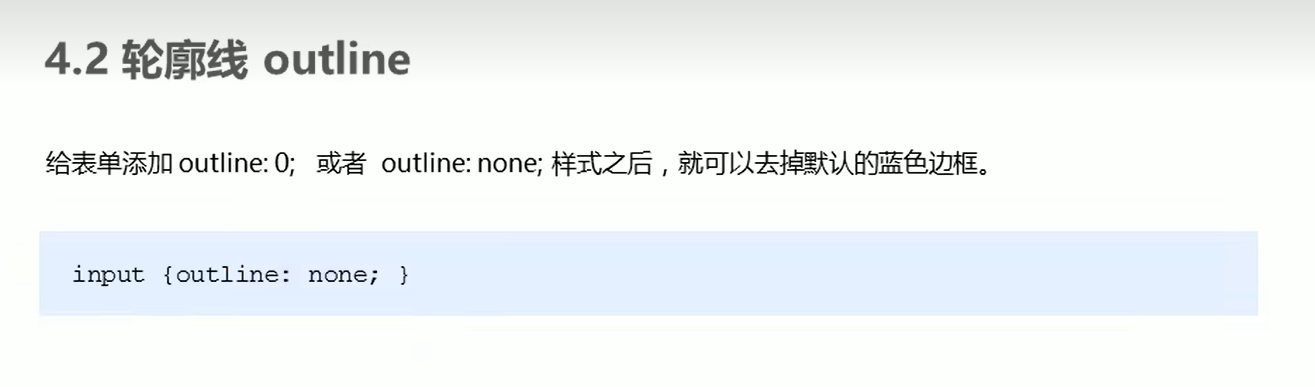 4.2 轮廓线 outline
给表单添加 outline: 0; 或者 outline: none; 样式之后，就可以去掉默认的蓝色边框。
input {outline: none; }